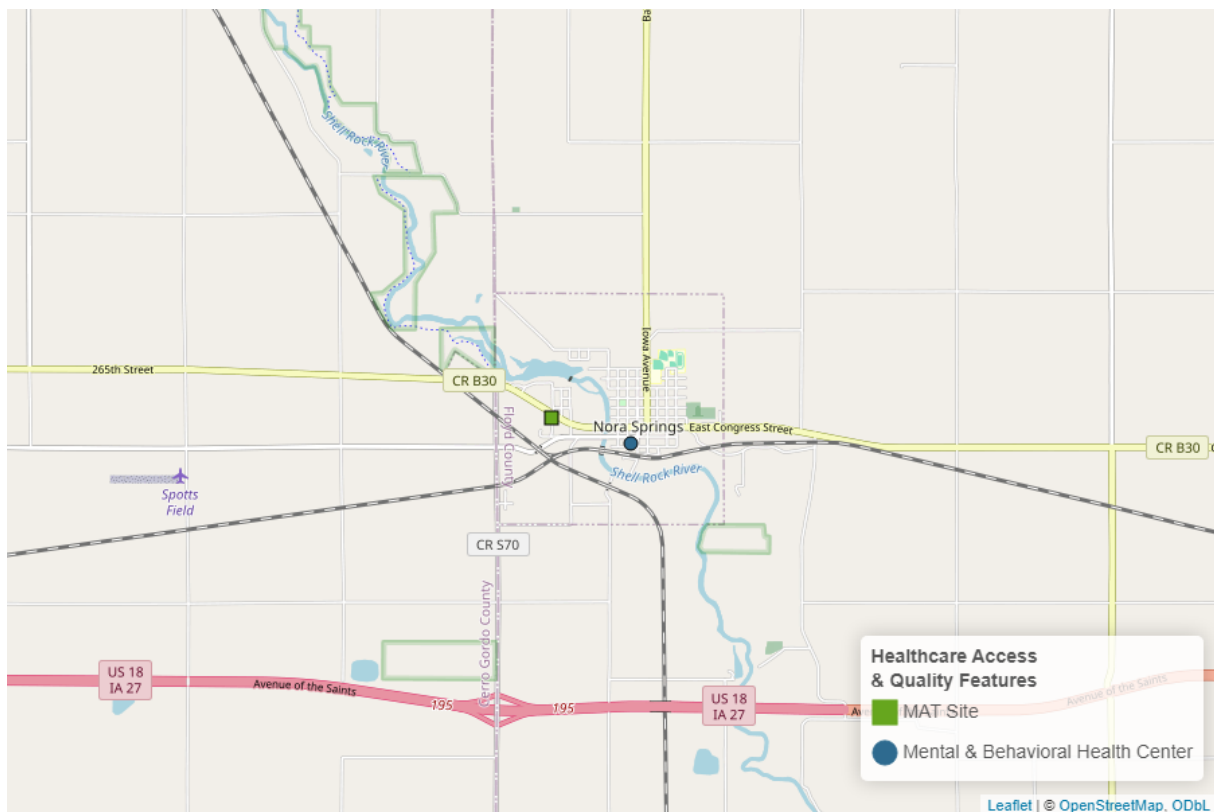 Be
Shell Rock River
Iowa Avenue
265th Street
CR B30
Floyd County
Nora Springs
East Congress Street
CR B30
Shell Rock River
Spotts
Field
CR S70
Cerro Gordo County
US 18
IA 27
Avenue of the Saints
195
195
US 18
IA 27
Avenue of the Saints
Healthcare Access
& Quality Features
MAT Site
Mental & Behavioral Health Center
Leaflet | © OpenStreetMap, ODbL